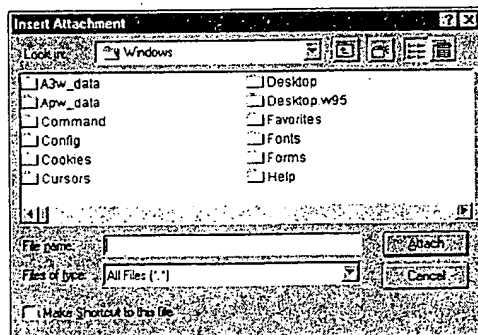 Insert Attachment
Look in: Windows
A3w_data
Apw_data
Command
Config
Cookies
Cursors
Desktop
Desktop.w95
Favorites
Fonts
Forms
Help
File name:
Attach
Files of type: All Files (*.*)
Cancel
Make Shortcut to this file